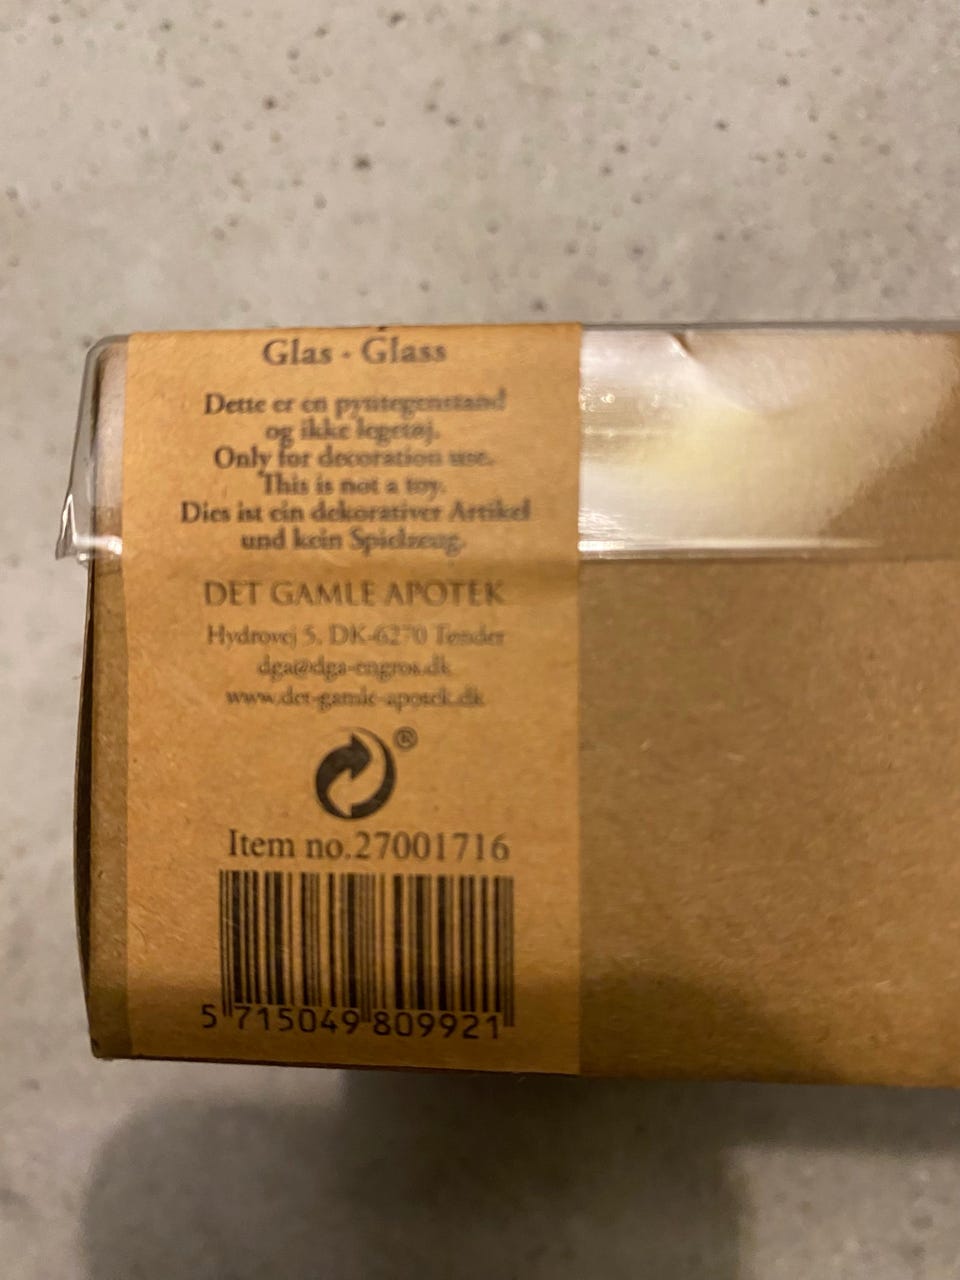 Glas · Glass
Dette er en pyntegenstand
og ikke legetøj.
Only for decoration use.
This is not a toy.
Dies ist ein dekorativer Artikel
und kein Spielzeug.
DET GAMLE APOTEK
Hydrovej 5, DK-6270 Tønder
dga@dga-engros.dk
www.det-gamle-apotek.dk
®
Item no.27001716
5 715049 809921